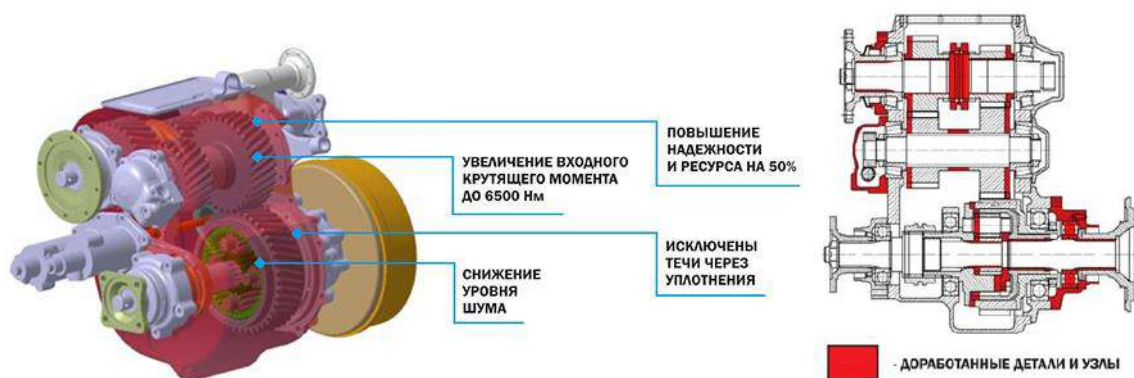 УВЕЛИЧЕНИЕ ВХОДНОГО
КРУТЯЩЕГО МОМЕНТА
ДО 6500 Нм
СНИЖЕНИЕ
УРОВНЯ
ШУМА
ПОВЫШЕНИЕ
НАДЕЖНОСТИ
И РЕСУРСА НА 50%
ИСКЛЮЧЕНЫ
ТЕЧИ ЧЕРЕЗ
УПЛОТНЕНИЯ
- ДОРАБОТАННЫЕ ДЕТАЛИ И УЗЛЫ